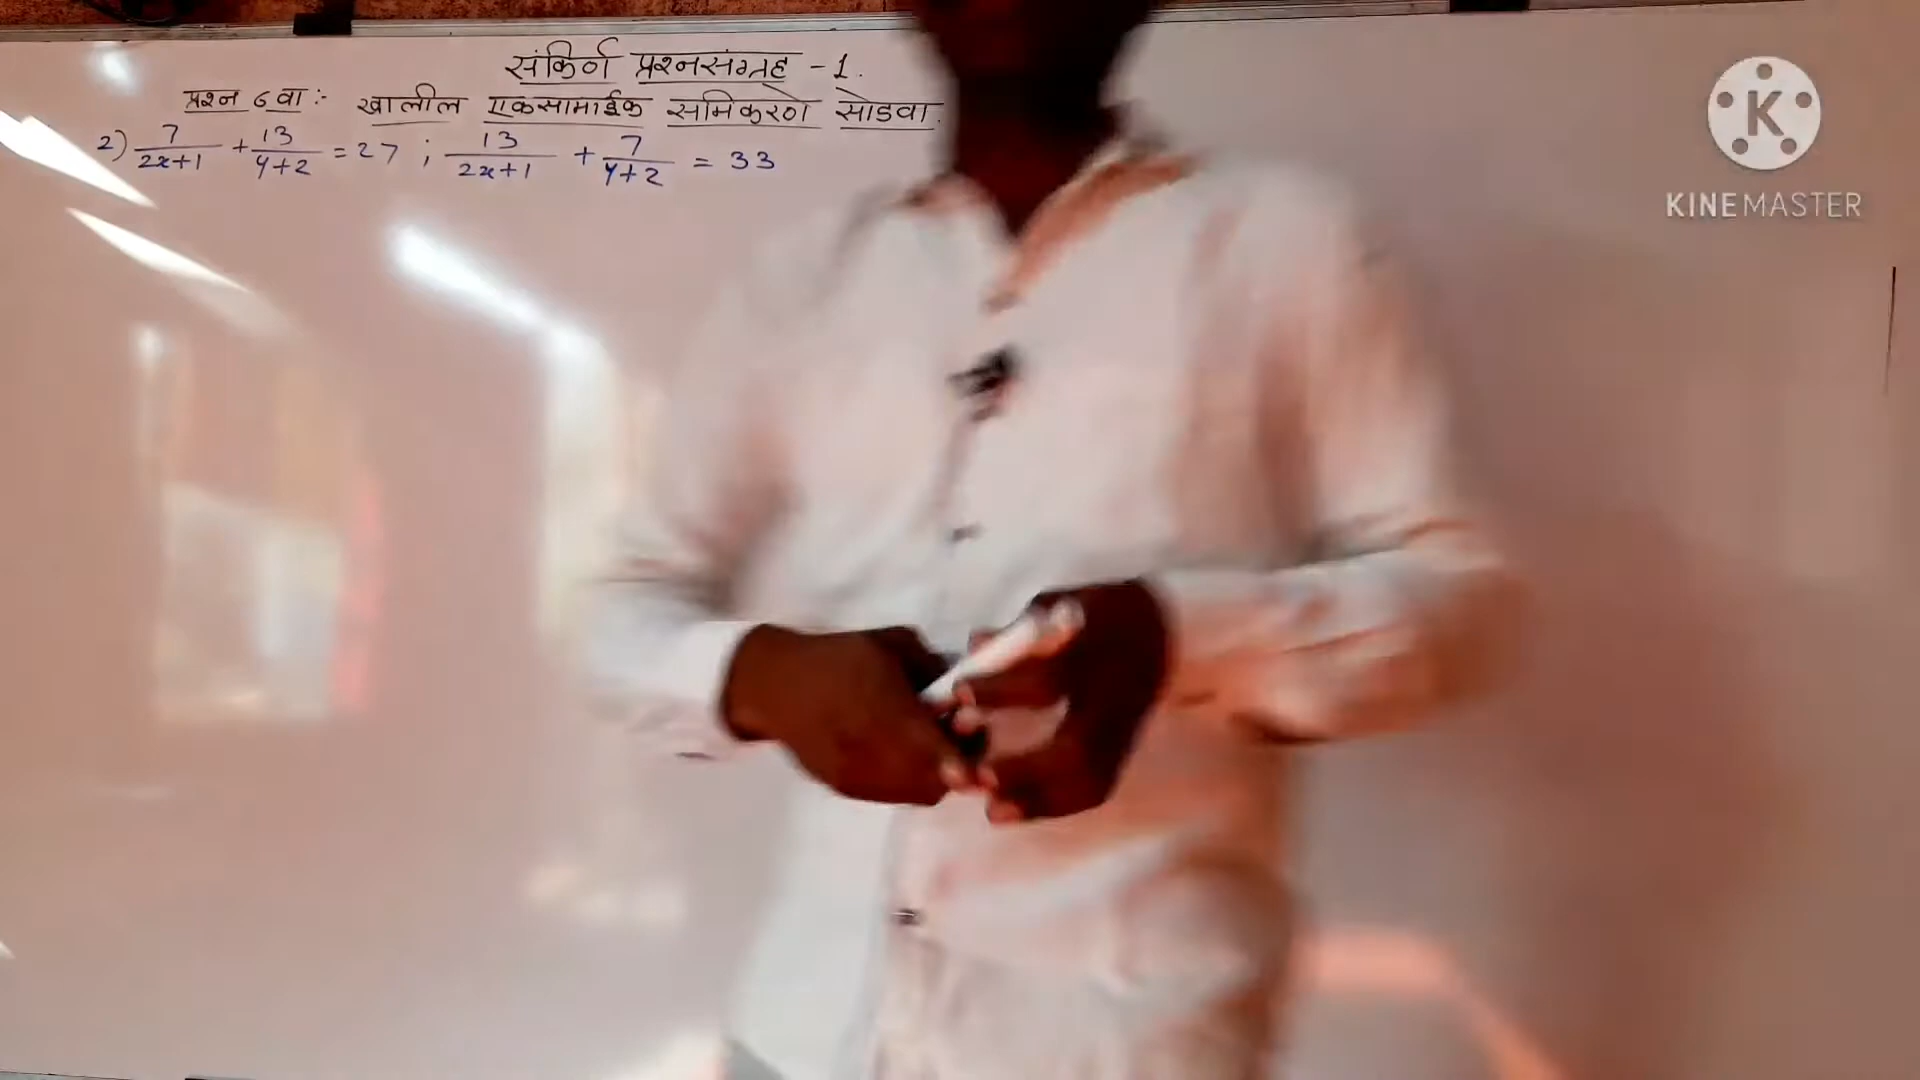 संकिर्ण प्रश्नसंग्रह - 1.
प्रश्न 6 वा :- खालील एकसामाईक समिकरणे सोडवा.
2) 7/(2x+1) + 13/(y+2) = 27 ; 13/(2x+1) + 7/(y+2) = 33
K
KINEMASTER